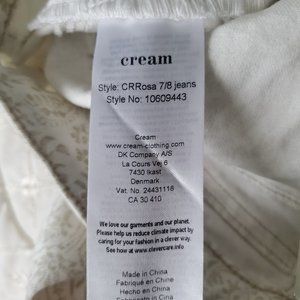 cream
Style: CRRosa 7/8 jeans
Style No: 10609443
Cream
www.cream-clothing.com
DK Company A/S
La Cours Vej 6
7430 Ikast
Denmark
Vat. No. 24431118
CA 30 410
We love our garments and our planet.
Please help us reduce climate impact by
caring for your fashion in a clever way.
See how at www.clevercare.info
Made in China
Fabriqué en Chine
Hecho en China
Fabricado in China